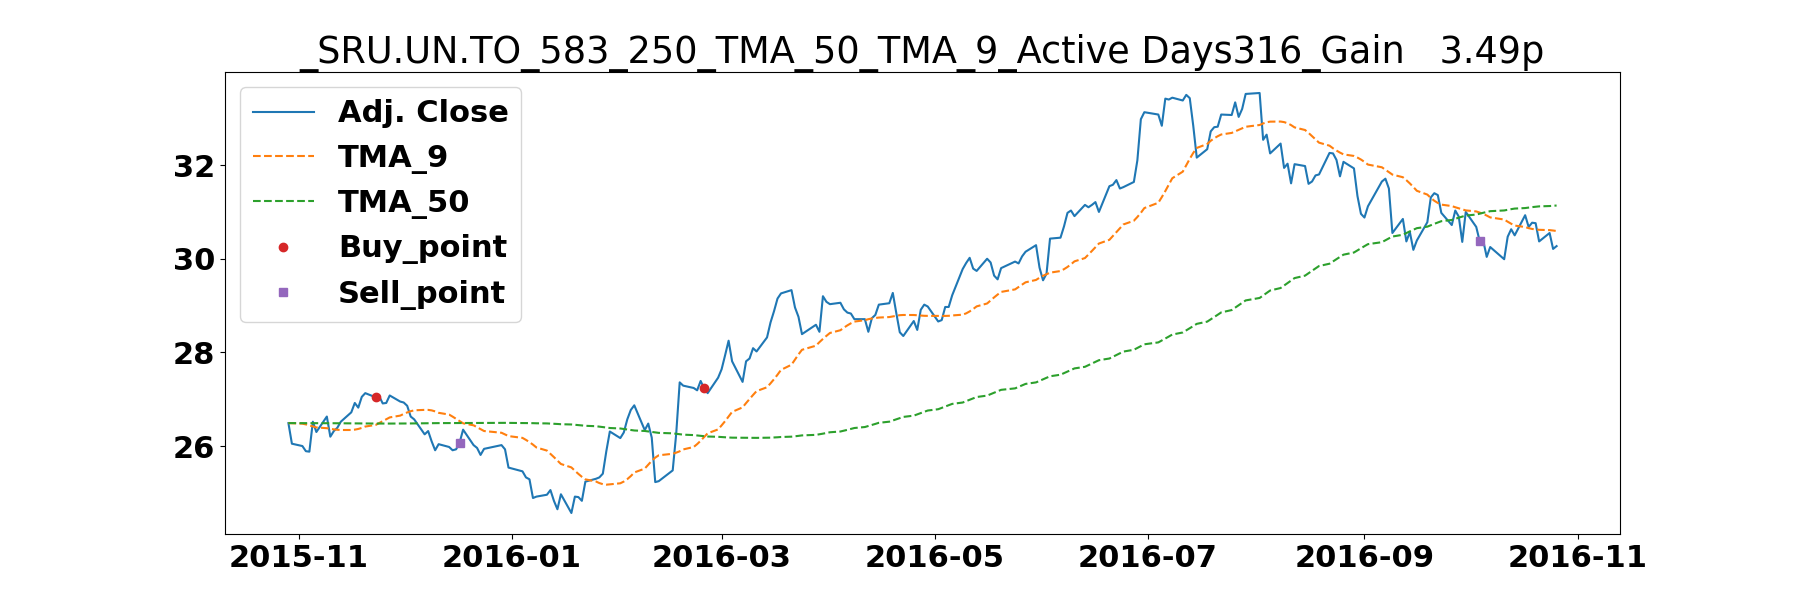 _SRU.UN.TO_583_250_TMA_50_TMA_9_Active Days316_Gain   3.49p
Adj. Close
TMA_9
TMA_50
Buy_point
Sell_point
32
30
28
26
2015-11
2016-01
2016-03
2016-05
2016-07
2016-09
2016-11